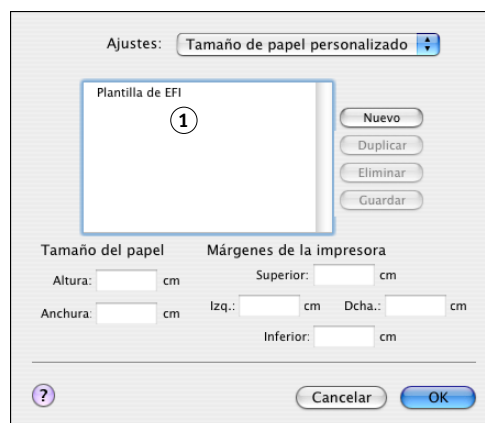 Ajustes: Tamaño de papel personalizado
Plantilla de EFI
1
Nuevo
Duplicar
Eliminar
Guardar
Tamaño del papel Márgenes de la impresora
Altura: cm Superior: cm
Anchura: cm Izq.: cm Dcha.: cm
Inferior: cm
? Cancelar OK